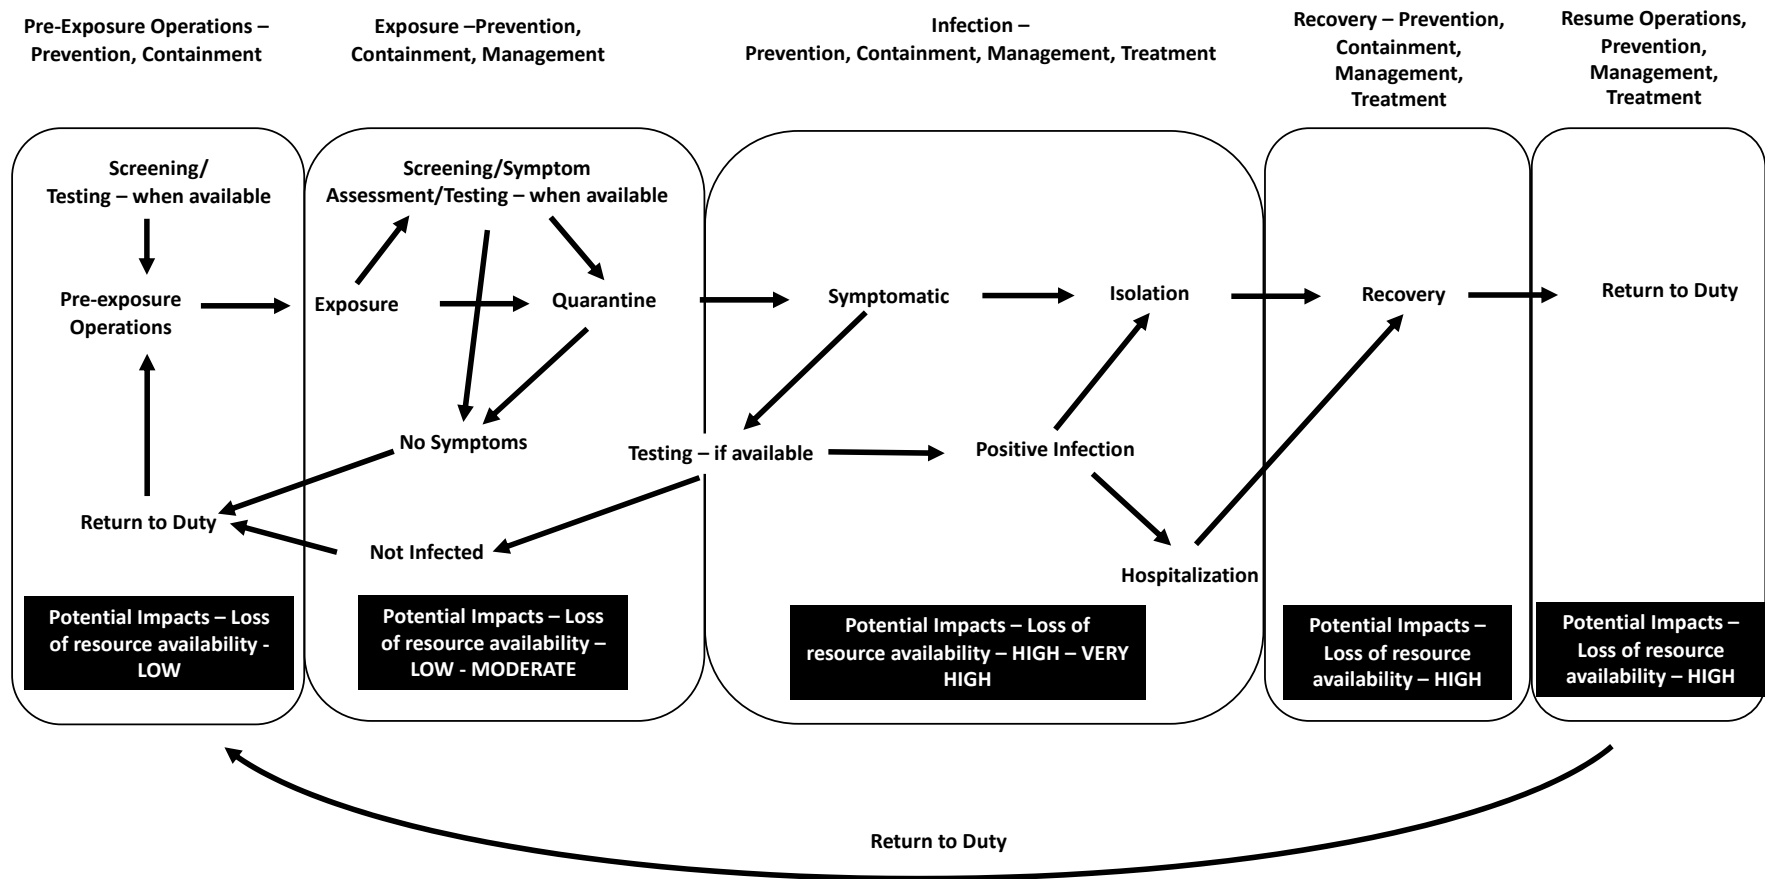 Pre-Exposure Operations –
Prevention, Containment
Exposure –Prevention,
Containment, Management
Infection –
Prevention, Containment, Management, Treatment
Recovery – Prevention,
Containment,
Management,
Treatment
Resume Operations,
Prevention,
Management,
Treatment
Screening/
Testing – when available
Pre-exposure
Operations
Return to Duty
Potential Impacts – Loss
of resource availability -
LOW
Screening/Symptom
Assessment/Testing – when available
Exposure
Quarantine
No Symptoms
Not Infected
Potential Impacts – Loss
of resource availability –
LOW - MODERATE
Symptomatic
Isolation
Testing – if available
Positive Infection
Hospitalization
Potential Impacts – Loss of
resource availability – HIGH – VERY
HIGH
Recovery
Potential Impacts –
Loss of resource
availability – HIGH
Return to Duty
Potential Impacts –
Loss of resource
availability – HIGH
Return to Duty